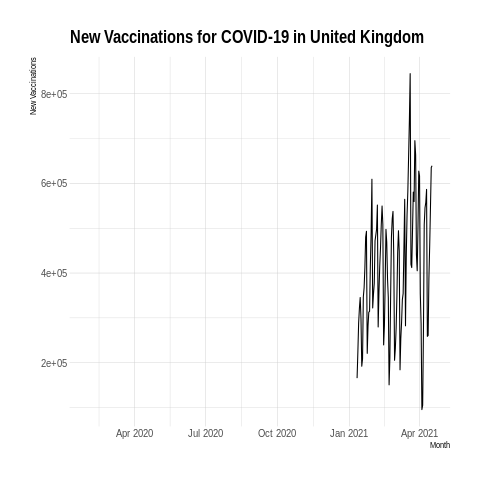 New Vaccinations for COVID-19 in United Kingdom
New Vaccinations
8e+05
6e+05
4e+05
2e+05
Apr 2020 Jul 2020 Oct 2020 Jan 2021 Apr 2021
Month